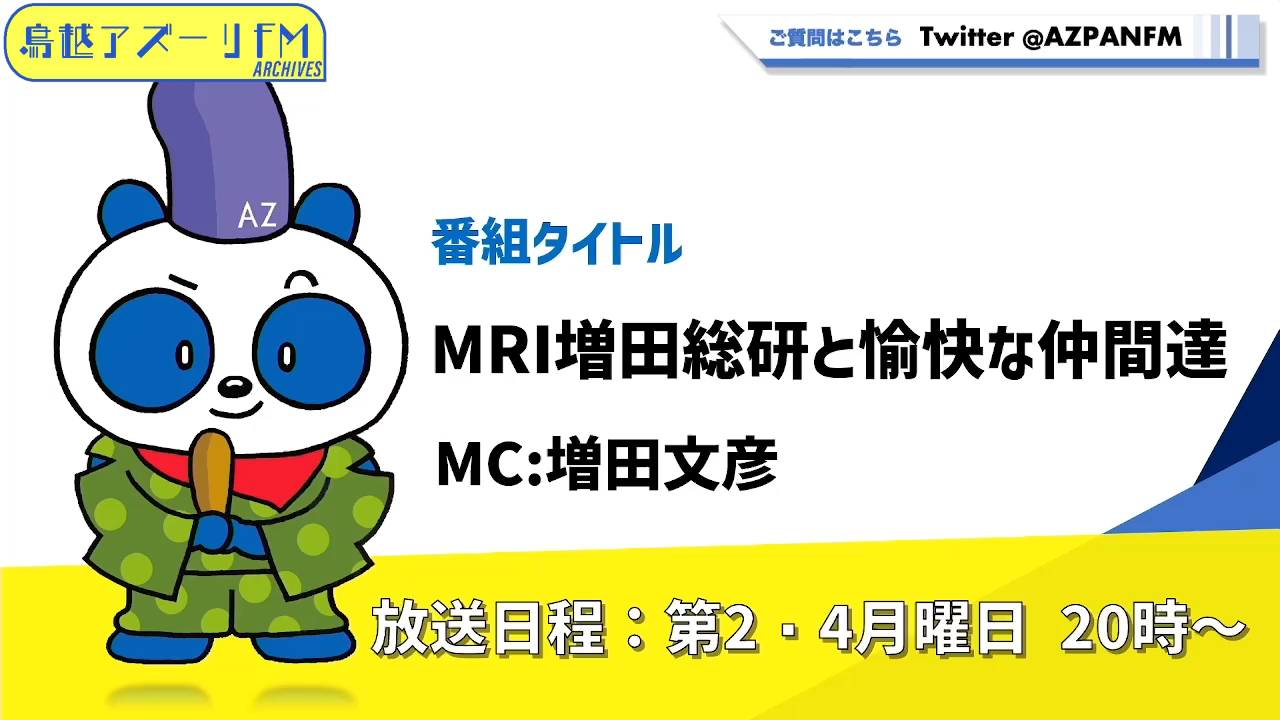 鳥越アズーリFM
ARCHIVES
ご質問はこちら Twitter @AZPANFM
AZ
番組タイトル
MRI増田総研と愉快な仲間達
MC:増田文彦
放送日程：第2・4月曜日 20時～